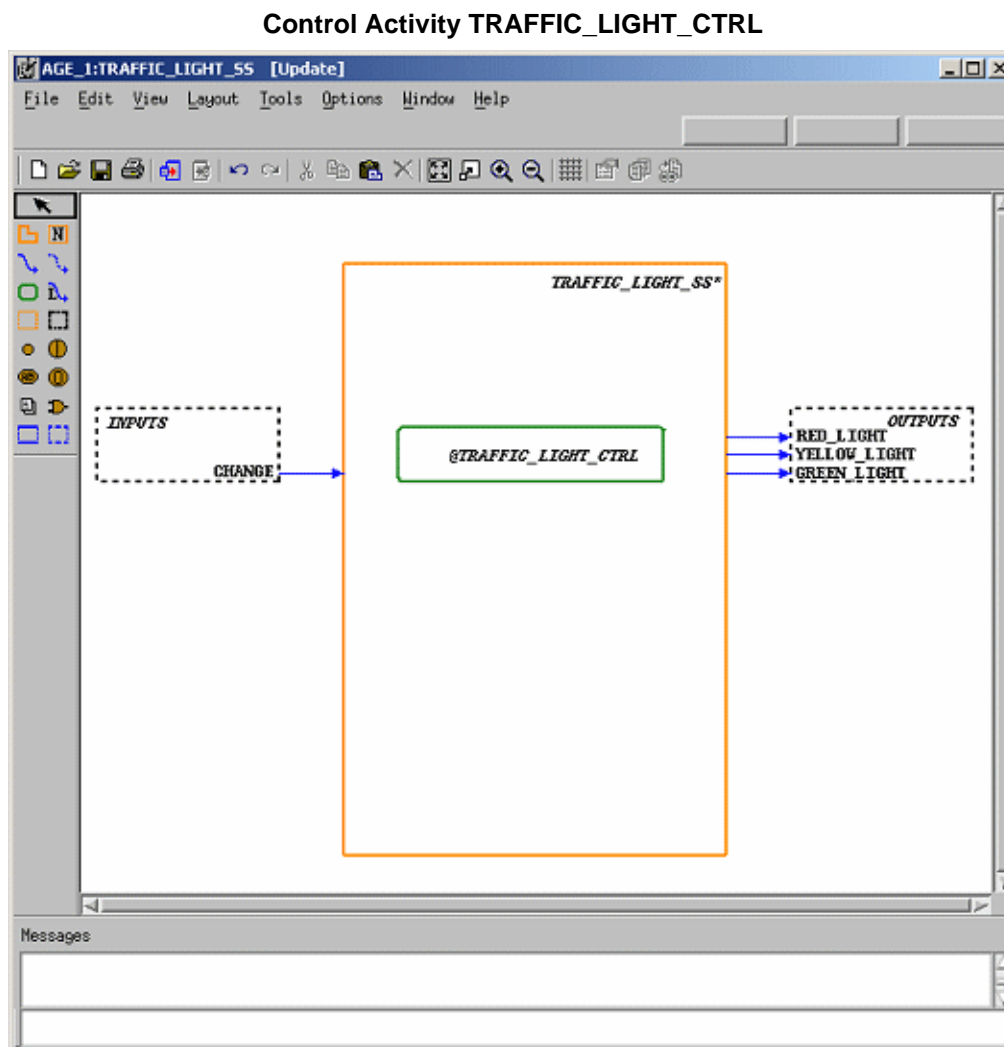 Control Activity TRAFFIC_LIGHT_CTRL
AGE_1:TRAFFIC_LIGHT_SS [Update]
File Edit View Layout Tools Options Window Help
N
TRAFFIC_LIGHT_SS*
INPUTS
CHANGE
@TRAFFIC_LIGHT_CTRL
OUTPUTS
RED_LIGHT
YELLOW_LIGHT
GREEN_LIGHT
Messages